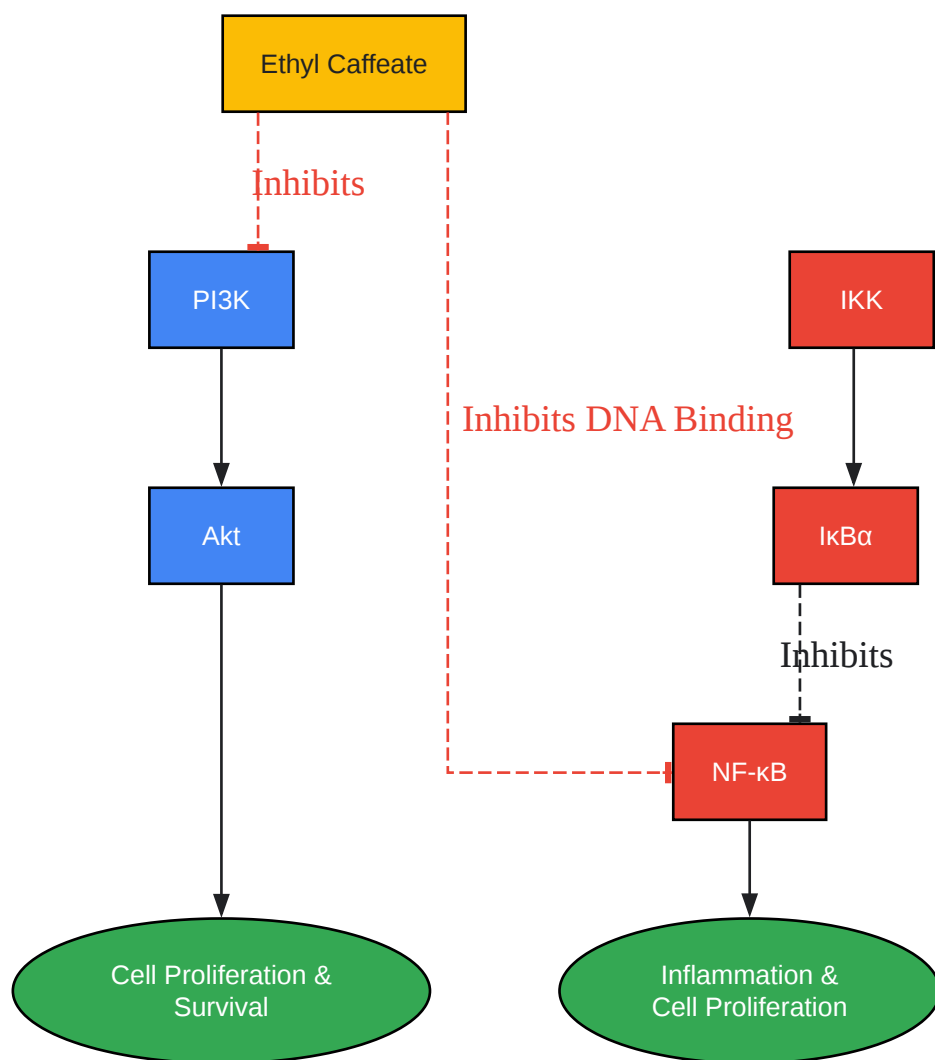 Ethyl Caffeate
Inhibits
PI3K
IKK
Inhibits DNA Binding
Akt
IκBα
Inhibits
NF-κB
Cell Proliferation &
Survival
Inflammation &
Cell Proliferation